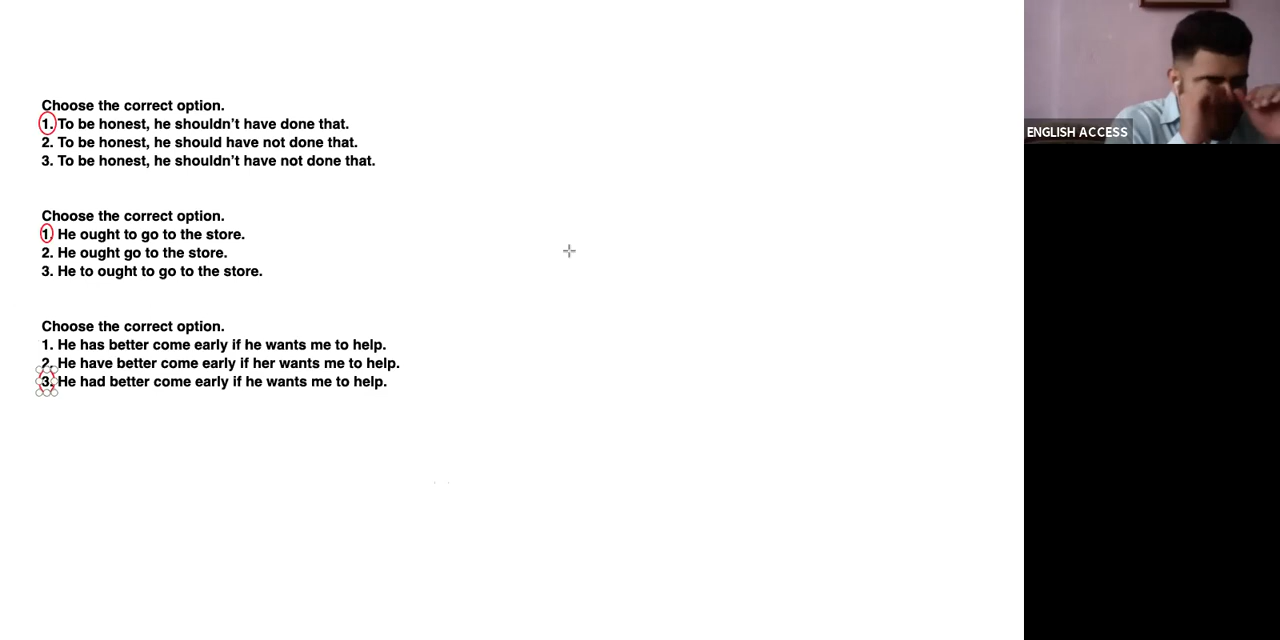 Choose the correct option.
1. To be honest, he shouldn't have done that.
2. To be honest, he should have not done that.
3. To be honest, he shouldn't have not done that.
Choose the correct option.
1. He ought to go to the store.
2. He ought go to the store.
3. He to ought to go to the store.
Choose the correct option.
1. He has better come early if he wants me to help.
2. He have better come early if her wants me to help.
3. He had better come early if he wants me to help.
ENGLISH ACCESS